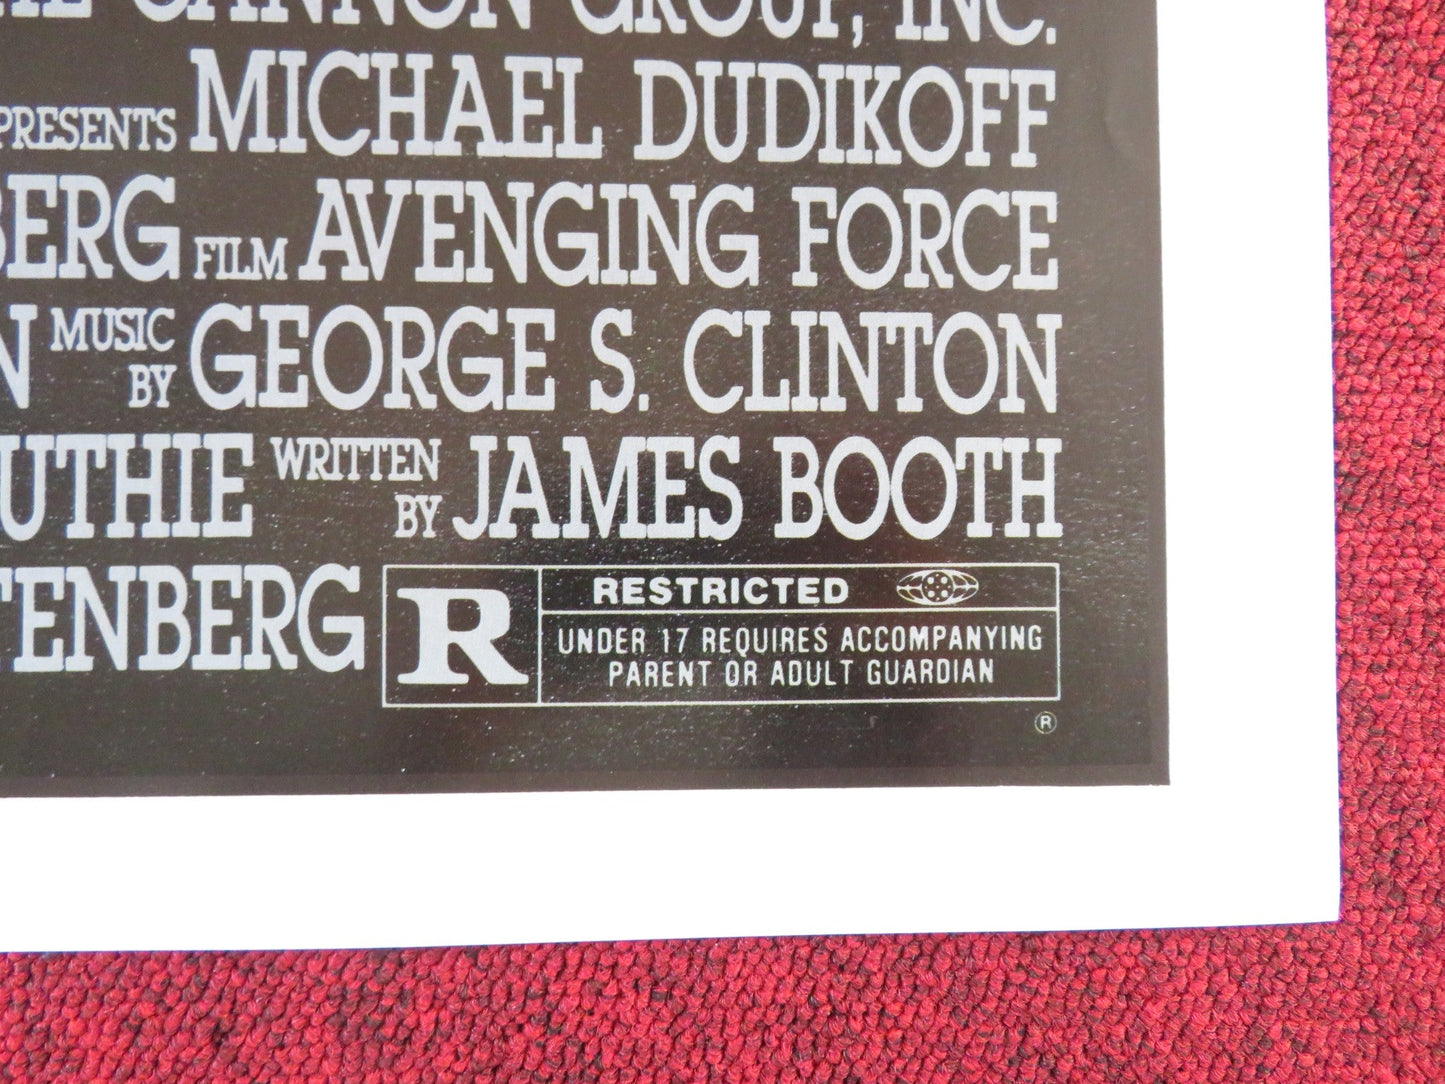 CANNON GROUP, INC.
PRESENTS MICHAEL DUDIKOFF
BERG FILM AVENGING FORCE
N MUSIC BY GEORGE S. CLINTON
UTHIE WRITTEN BY JAMES BOOTH
TENBERG
R RESTRICTED
UNDER 17 REQUIRES ACCOMPANYING
PARENT OR ADULT GUARDIAN
®